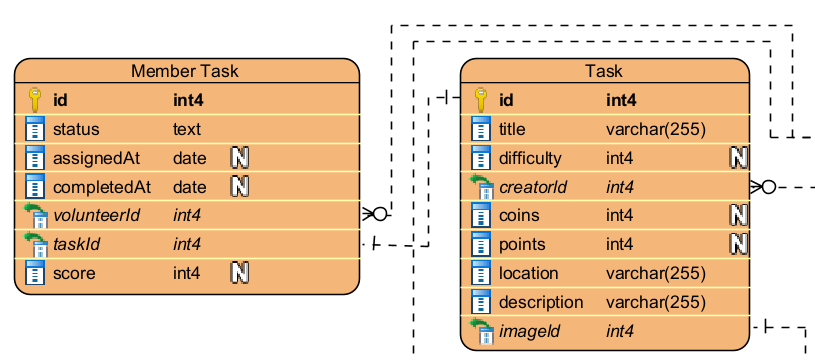 Member Task
id int4
status text
assignedAt date N
completedAt date N
volunteerId int4
taskId int4
score int4 N
Task
id int4
title varchar(255)
difficulty int4 N
creatorId int4
coins int4 N
points int4 N
location varchar(255)
description varchar(255)
imageId int4